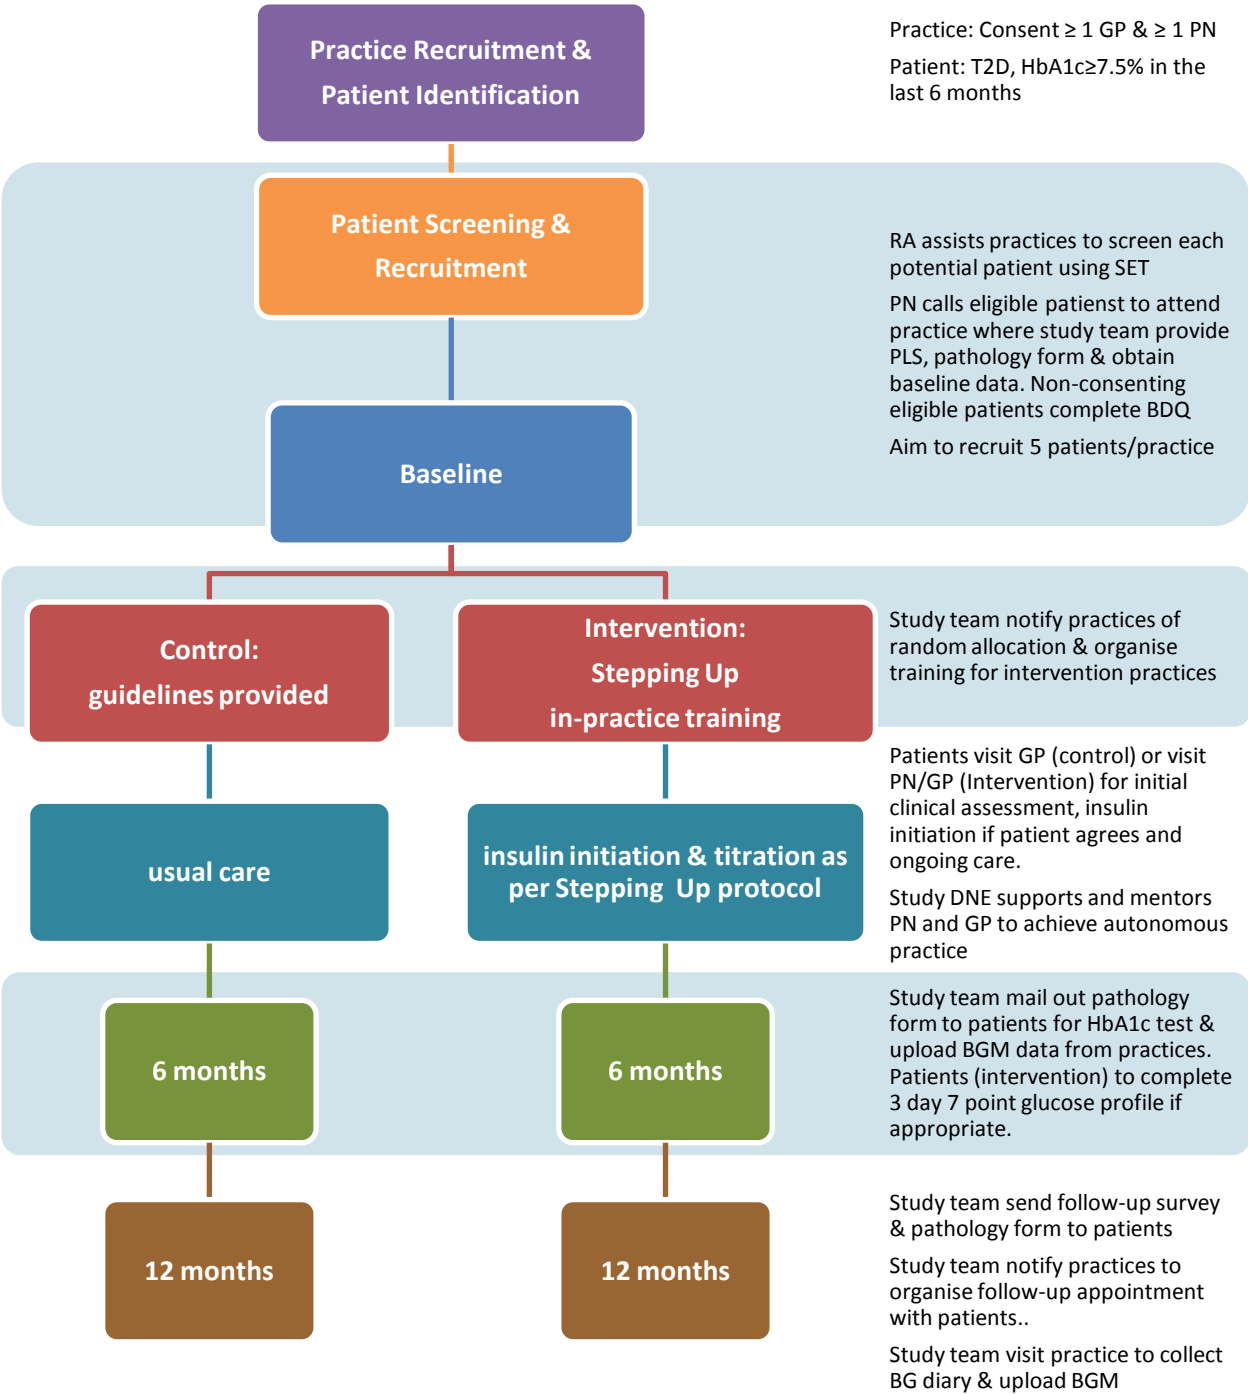 Practice Recruitment &
Patient Identification
Practice: Consent ≥ 1 GP & ≥ 1 PN
Patient: T2D, HbA1c≥7.5% in the
last 6 months
Patient Screening &
Recruitment
RA assists practices to screen each
potential patient using SET
PN calls eligible patienst to attend
practice where study team provide
PLS, pathology form & obtain
baseline data. Non-consenting
eligible patients complete BDQ
Aim to recruit 5 patients/practice
Baseline
Control:
guidelines provided
Intervention:
Stepping Up
in-practice training
Study team notify practices of
random allocation & organise
training for intervention practices
usual care
insulin initiation & titration as
per Stepping Up protocol
Patients visit GP (control) or visit
PN/GP (Intervention) for initial
clinical assessment, insulin
initiation if patient agrees and
ongoing care.
Study DNE supports and mentors
PN and GP to achieve autonomous
practice
6 months
6 months
Study team mail out pathology
form to patients for HbA1c test &
upload BGM data from practices.
Patients (intervention) to complete
3 day 7 point glucose profile if
appropriate.
12 months
12 months
Study team send follow-up survey
& pathology form to patients
Study team notify practices to
organise follow-up appointment
with patients..
Study team visit practice to collect
BG diary & upload BGM